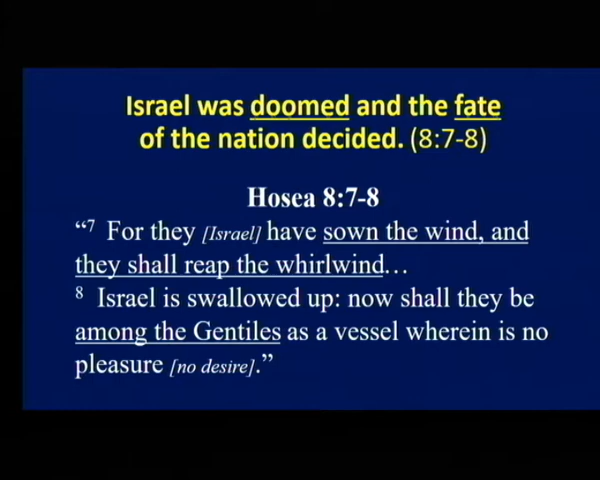 Israel was doomed and the fate
of the nation decided. (8:7-8)
Hosea 8:7-8
“7 For they [Israel] have sown the wind, and
they shall reap the whirlwind…
8 Israel is swallowed up: now shall they be
among the Gentiles as a vessel wherein is no
pleasure [no desire].”